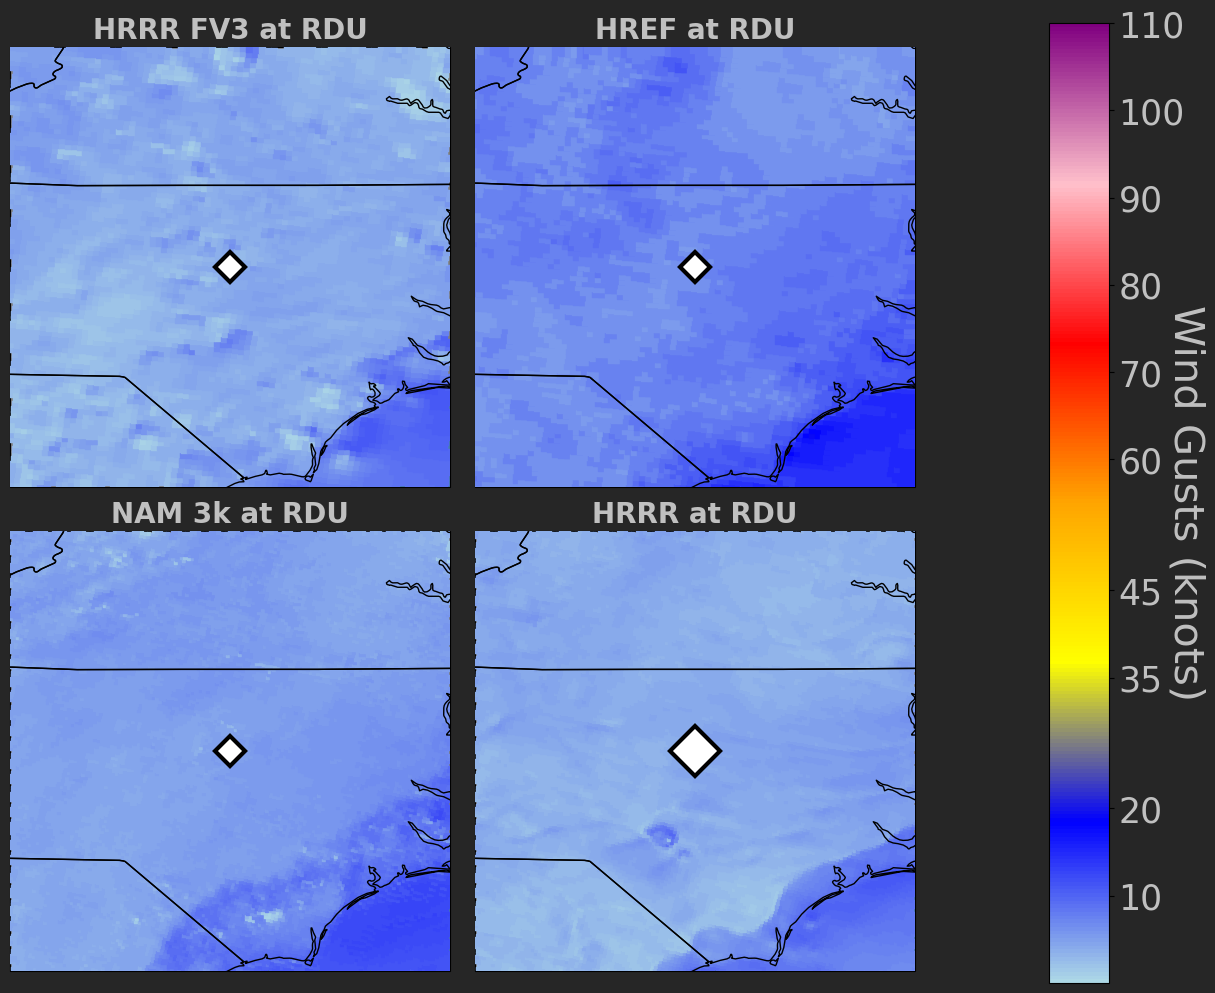 HRRR FV3 at RDU
HREF at RDU
NAM 3k at RDU
HRRR at RDU
110
100
90
80
70
60
45
35
20
10
Wind Gusts (knots)